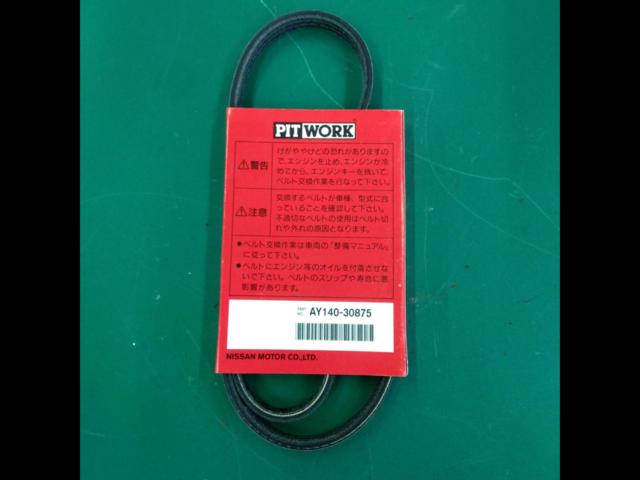 PIT WORK
⚠警告
けがややけどの恐れがありますの
で、エンジンを止め、エンジンが冷
めてから、エンジンキーを抜いて、
ベルト交換作業を行なって下さい。
⚠注意
交換するベルトが車種、型式に合
っていることを確認して下さい。
不適切なベルトの使用はベルト切
れや外れの原因となります。
●ベルト交換作業は車両の「整備マニュアル」
に従って下さい。
●ベルトにエンジン等のオイルを付着させな
いで下さい。ベルトのスリップや寿命に悪
影響があります。
PART NO. AY140-30875
NISSAN MOTOR CO.,LTD.